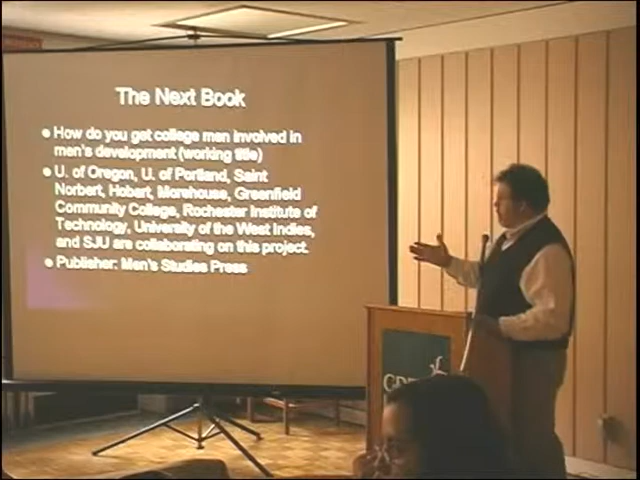 The Next Book
How do you get college men involved in
men's development (working title)
U. of Oregon, U. of Portland, Saint
Norbert, Hobart, Morehouse, Greenfield
Community College, Rochester Institute of
Technology, University of the West Indies,
and SJU are collaborating on this project.
Publisher: Men's Studies Press
of